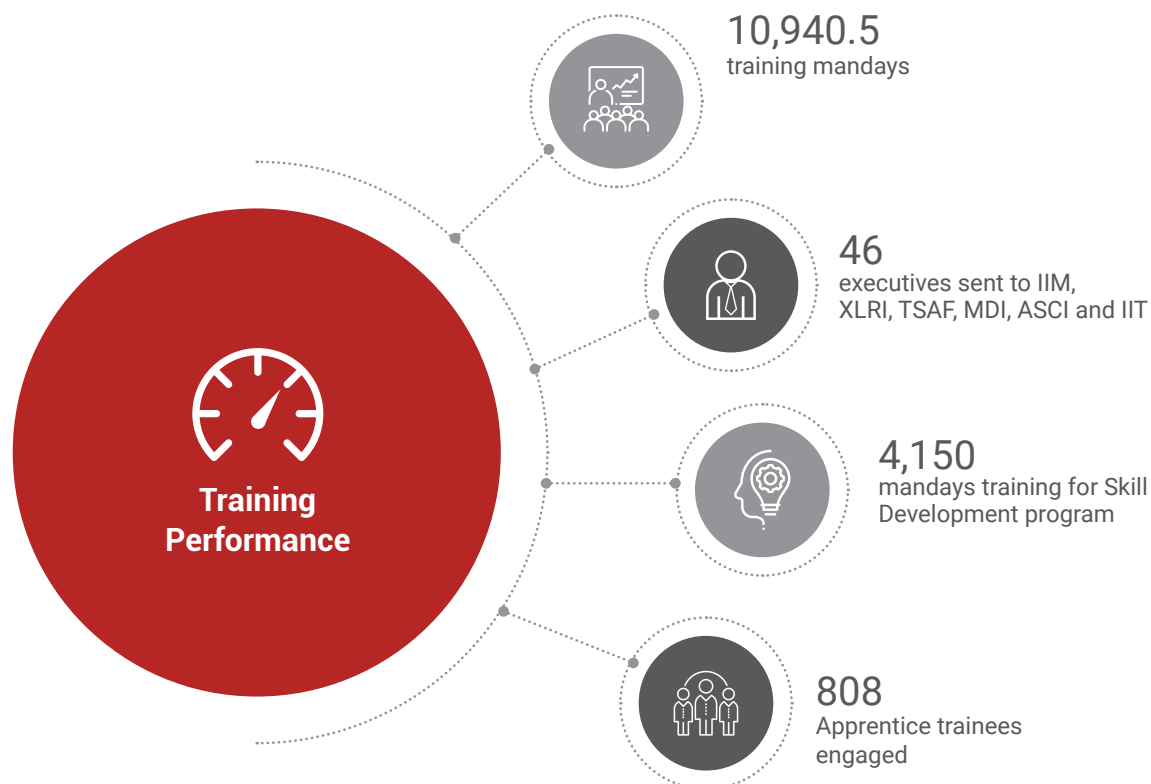 10,940.5
training mandays
46
executives sent to IIM,
XLRI, TSAF, MDI, ASCI and IIT
Training
Performance
4,150
mandays training for Skill
Development program
808
Apprentice trainees
engaged